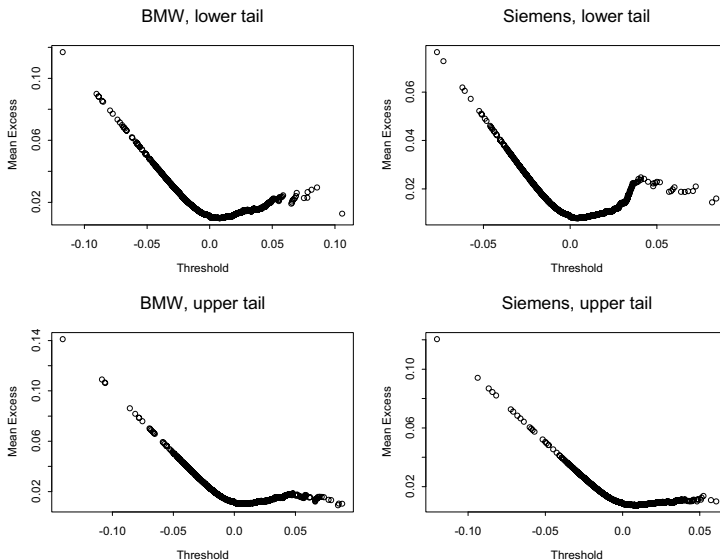 BMW, lower tail
Mean Excess
0.02
0.06
0.10
-0.10
-0.05
0.0
0.05
0.10
Threshold
Siemens, lower tail
Mean Excess
0.02
0.04
0.06
-0.05
0.0
0.05
Threshold
BMW, upper tail
Mean Excess
0.02
0.06
0.10
0.14
-0.10
-0.05
0.0
0.05
Threshold
Siemens, upper tail
Mean Excess
0.02
0.06
0.10
-0.10
-0.05
0.0
0.05
Threshold